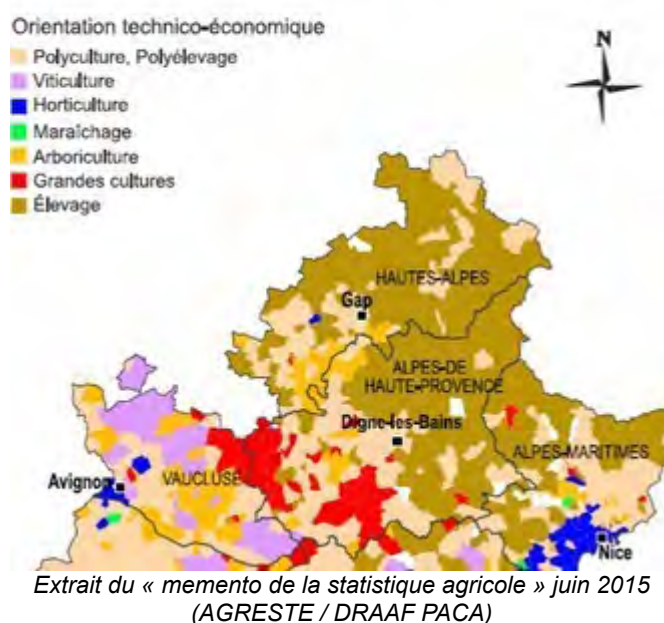 Orientation technico-économique
Polyculture, Polyélevage
Viticulture
Horticulture
Maraîchage
Arboriculture
Grandes cultures
Élevage
N
HAUTES-ALPES
Gap
ALPES-DE
HAUTE-PROVENCE
Digne-les-Bains
ALPES-MARITIMES
Avignon
VAUCLUSE
Nice
Extrait du « memento de la statistique agricole » juin 2015
(AGRESTE / DRAAF PACA)